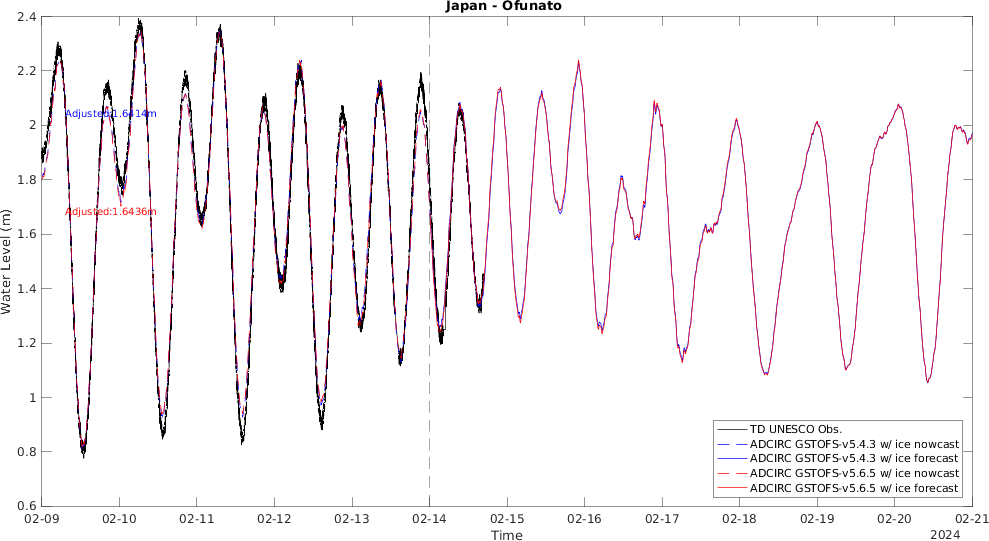 Japan - Ofunato
2.4
2.2
2
1.8
1.6
1.4
1.2
1
0.8
0.6
Water Level (m)
Adjusted:1.6414m
Adjusted:1.6436m
TD UNESCO Obs.
ADCIRC GSTOFS-v5.4.3 w/ ice nowcast
ADCIRC GSTOFS-v5.4.3 w/ ice forecast
ADCIRC GSTOFS-v5.6.5 w/ ice nowcast
ADCIRC GSTOFS-v5.6.5 w/ ice forecast
02-09 02-10 02-11 02-12 02-13 02-14 02-15 02-16 02-17 02-18 02-19 02-20 02-21
Time
2024